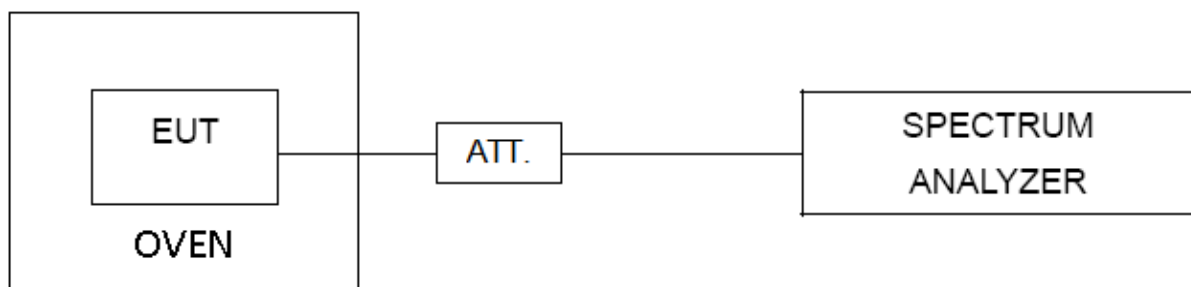 EUT
OVEN
ATT.
SPECTRUM
ANALYZER